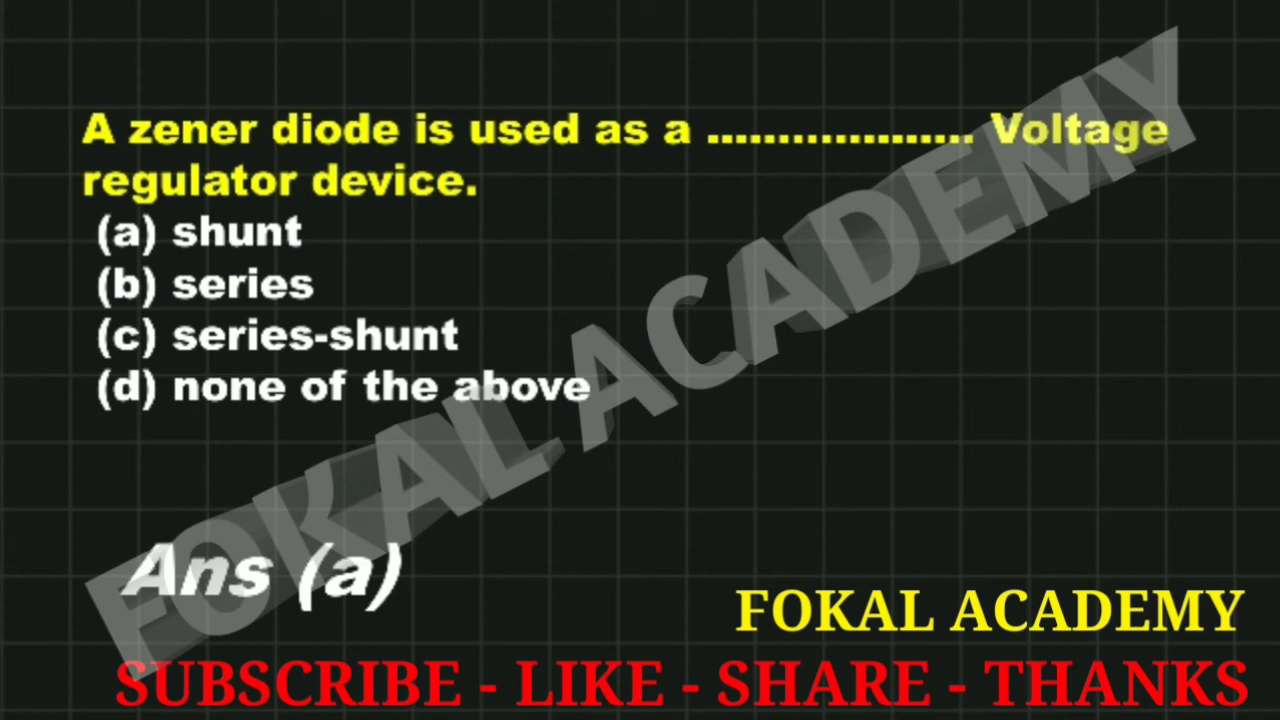 A zener diode is used as a ................... Voltage
regulator device.
(a) shunt
(b) series
(c) series-shunt
(d) none of the above
FOKAL ACADEMY
Ans (a)
FOKAL ACADEMY
SUBSCRIBE - LIKE - SHARE - THANKS